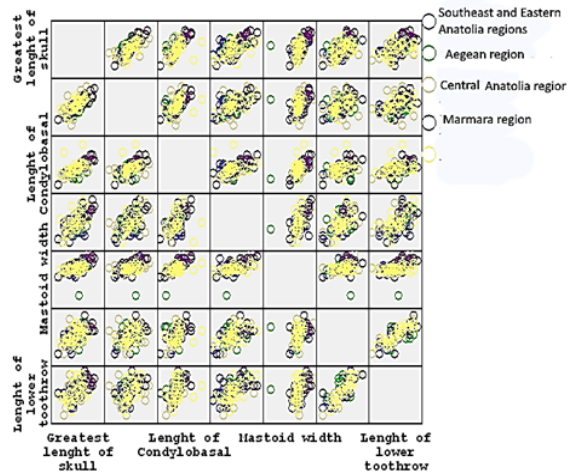 Greatest
lenght of
skull
Lenght of
Condylobasal
Mastoid width
Lenght of
lower
toothrow
Southeast and Eastern
Anatolia regions
Aegean region
Central Anatolia region
Marmara region
Greatest
lenght of
skull
Lenght of
Condylobasal
Mastoid width
Lenght of
lower
toothrow